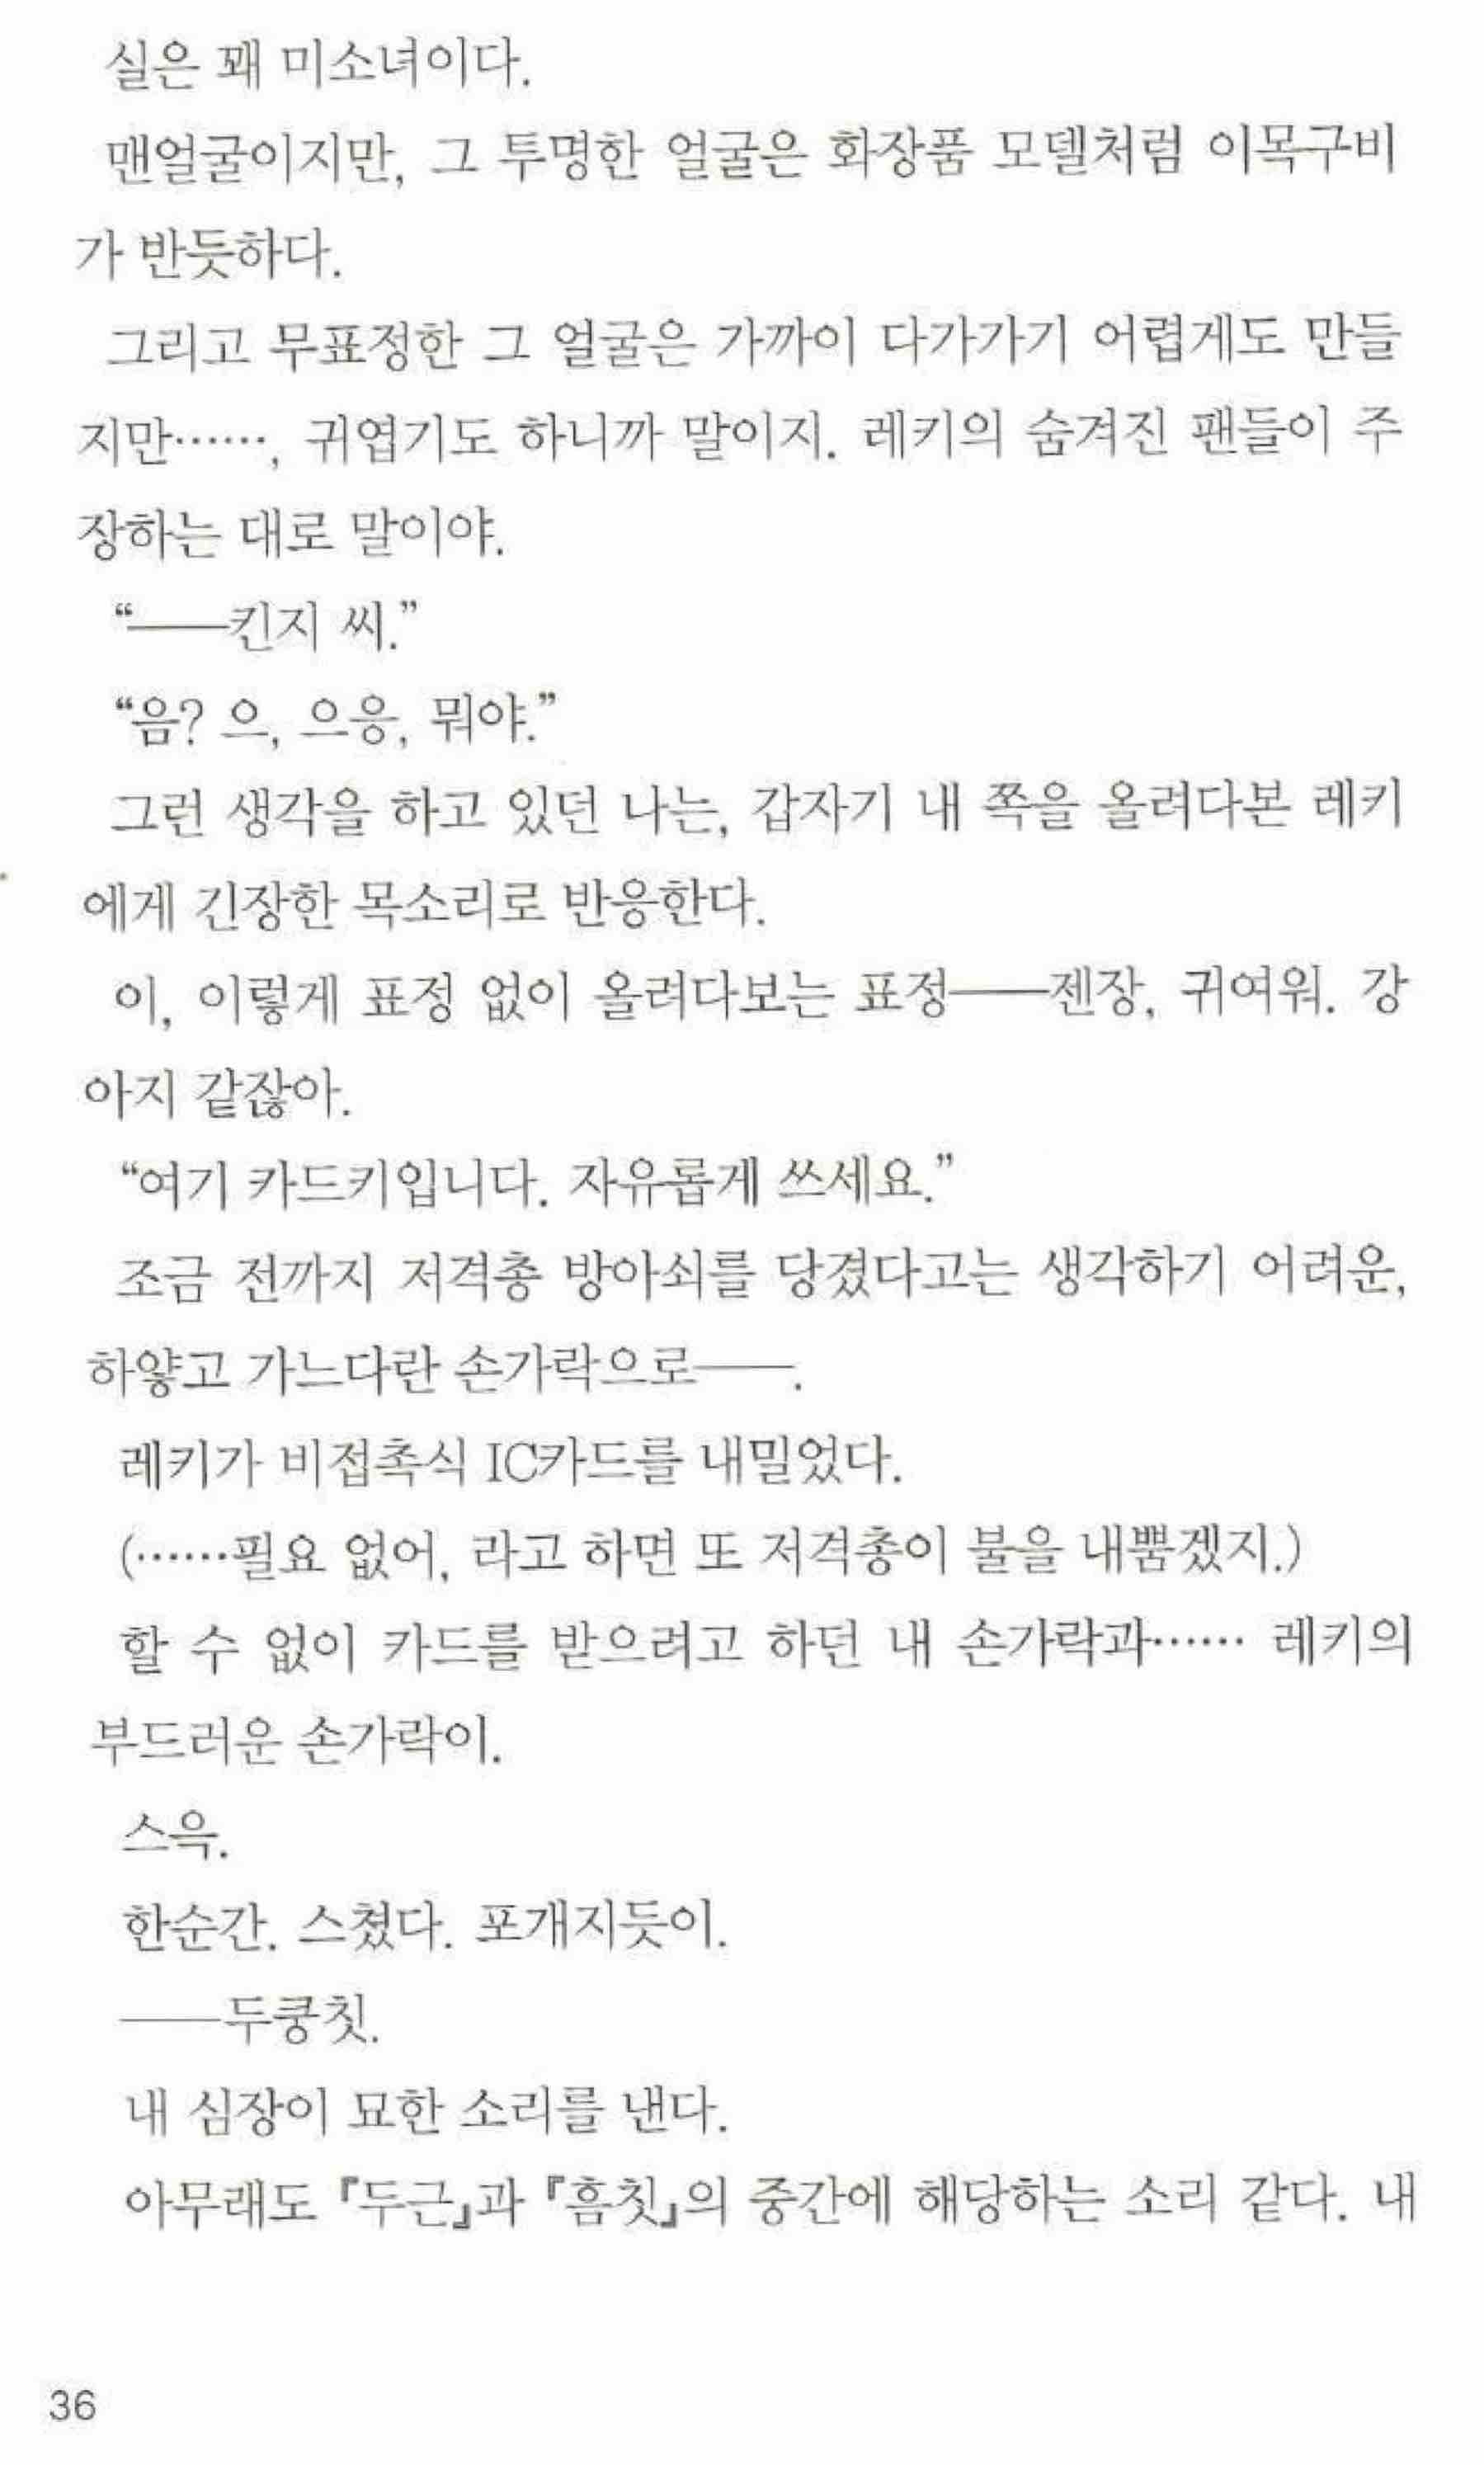 실은 꽤 미소녀이다.
맨얼굴이지만, 그 투명한 얼굴은 화장품 모델처럼 이목구비
가 반듯하다.
그리고 무표정한 그 얼굴은 가까이 다가가기 어렵게도 만들
지만……, 귀엽기도 하니까 말이지. 레키의 숨겨진 팬들이 주
장하는 대로 말이야.
“──킨지 씨.”
“음? 으, 으응, 뭐야.”
그런 생각을 하고 있던 나는, 갑자기 내 쪽을 올려다본 레키
에게 긴장한 목소리로 반응한다.
이, 이렇게 표정 없이 올려다보는 표정──젠장, 귀여워. 강
아지 같잖아.
“여기 카드키입니다. 자유롭게 쓰세요.”
조금 전까지 저격총 방아쇠를 당겼다고는 생각하기 어려운,
하얗고 가느다란 손가락으로──.
레키가 비접촉식 IC카드를 내밀었다.
(……필요 없어, 라고 하면 또 저격총이 불을 내뿜겠지.)
할 수 없이 카드를 받으려고 하던 내 손가락과…… 레키의
부드러운 손가락이.
스윽.
한순간. 스쳤다. 포개지듯이.
──두쿵칫.
내 심장이 묘한 소리를 낸다.
아무래도 『두근』과 『흠칫』의 중간에 해당하는 소리 같다. 내
36